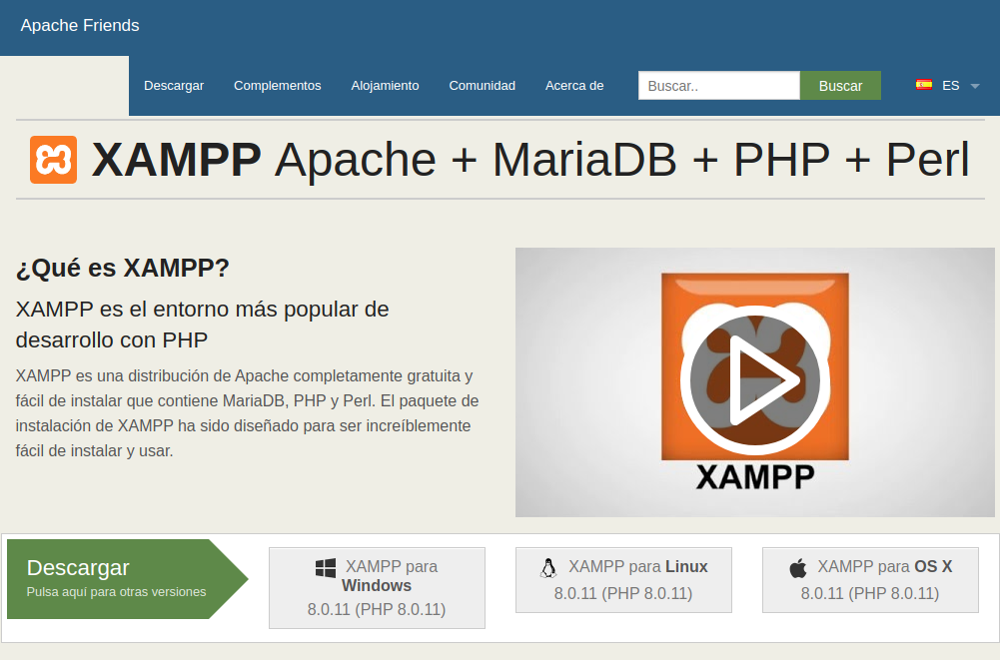 Apache Friends
Descargar Complementos Alojamiento Comunidad Acerca de Buscar.. Buscar ES
XAMPP Apache + MariaDB + PHP + Perl
¿Qué es XAMPP?
XAMPP es el entorno más popular de
desarrollo con PHP
XAMPP es una distribución de Apache completamente gratuita y
fácil de instalar que contiene MariaDB, PHP y Perl. El paquete de
instalación de XAMPP ha sido diseñado para ser increíblemente
fácil de instalar y usar.
XAMPP
Descargar
Pulsa aquí para otras versiones
XAMPP para
Windows
8.0.11 (PHP 8.0.11)
XAMPP para Linux
8.0.11 (PHP 8.0.11)
XAMPP para OS X
8.0.11 (PHP 8.0.11)